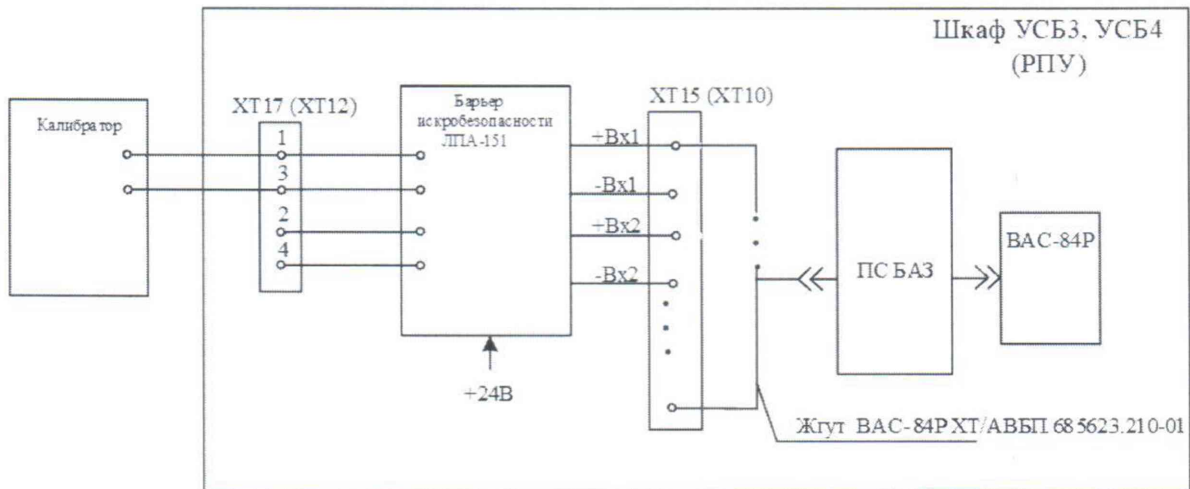 Шкаф УСБ3, УСБ4
(РПУ)
Калибратор
ХТ17 (ХТ12)
1
3
2
4
Барьер
искробезопасности
ЛПА-151
+24В
ХТ15 (ХТ10)
+Вх1
-Вх1
+Вх2
-Вх2
ПС БАЗ
ВАС-84Р
Жгут ВАС-84Р ХТ/АВБП.685623.210-01